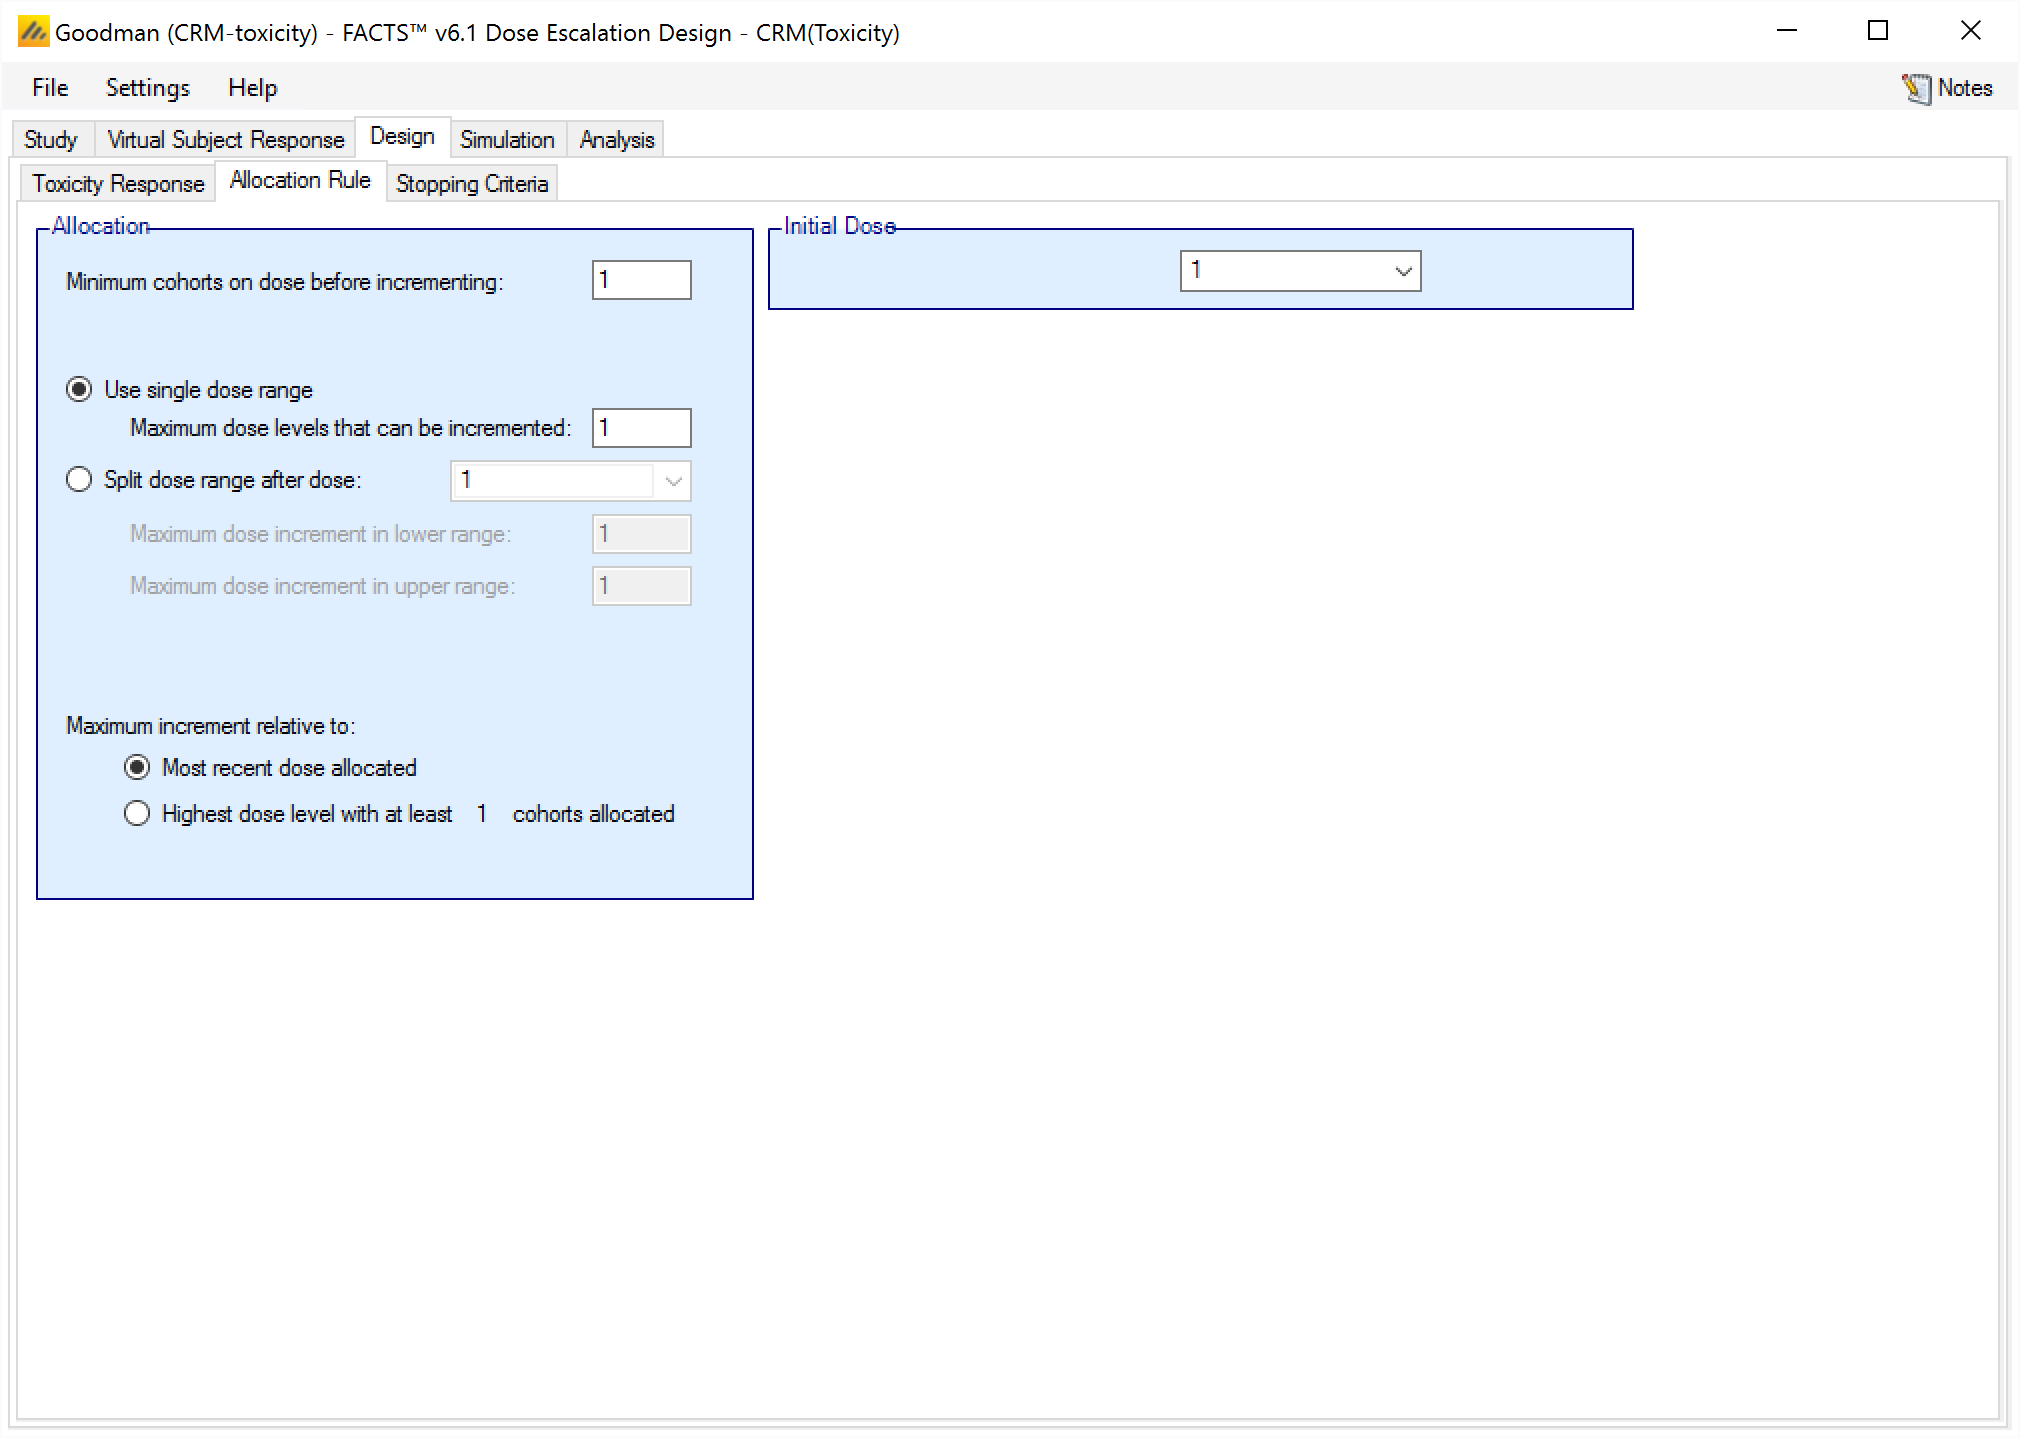 Goodman (CRM-toxicity) - FACTS™ v6.1 Dose Escalation Design - CRM(Toxicity)
File Settings Help Notes
Study Virtual Subject Response Design Simulation Analysis
Toxicity Response Allocation Rule Stopping Criteria
Allocation
Minimum cohorts on dose before incrementing: 1
Use single dose range
Maximum dose levels that can be incremented: 1
Split dose range after dose: 1
Maximum dose increment in lower range: 1
Maximum dose increment in upper range: 1
Maximum increment relative to:
Most recent dose allocated
Highest dose level with at least 1 cohorts allocated
Initial Dose
1